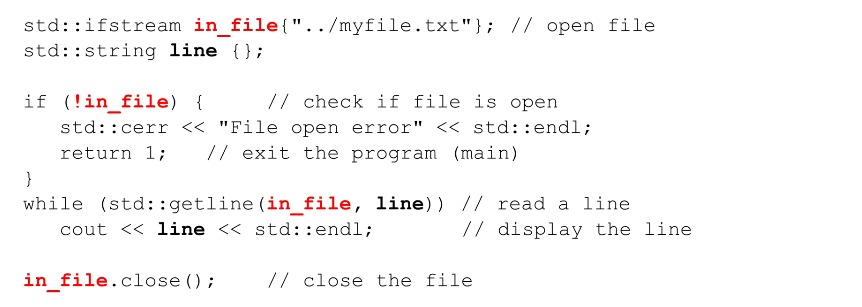 std::ifstream in_file{"../myfile.txt"}; // open file
std::string line {};
if (!in_file) {     // check if file is open
   std::cerr << "File open error" << std::endl;
   return 1;   // exit the program (main)
}
while (std::getline(in_file, line)) // read a line
   cout << line << std::endl;       // display the line
in_file.close();    // close the file